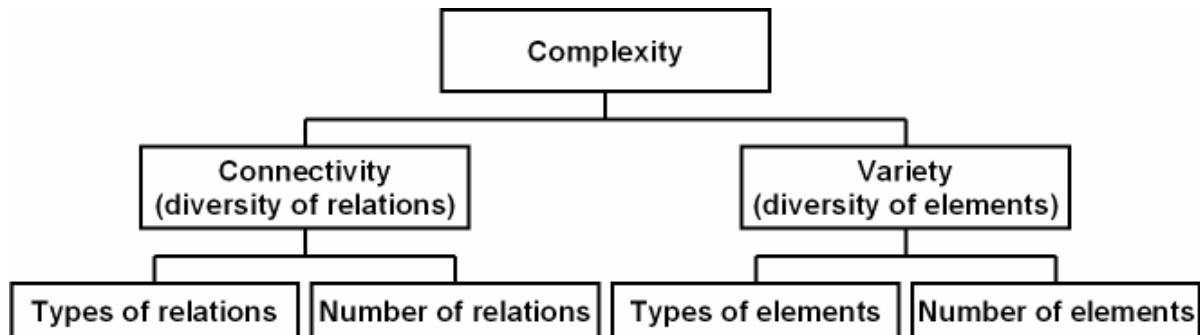 Complexity
Connectivity
(diversity of relations)
Variety
(diversity of elements)
Types of relations
Number of relations
Types of elements
Number of elements